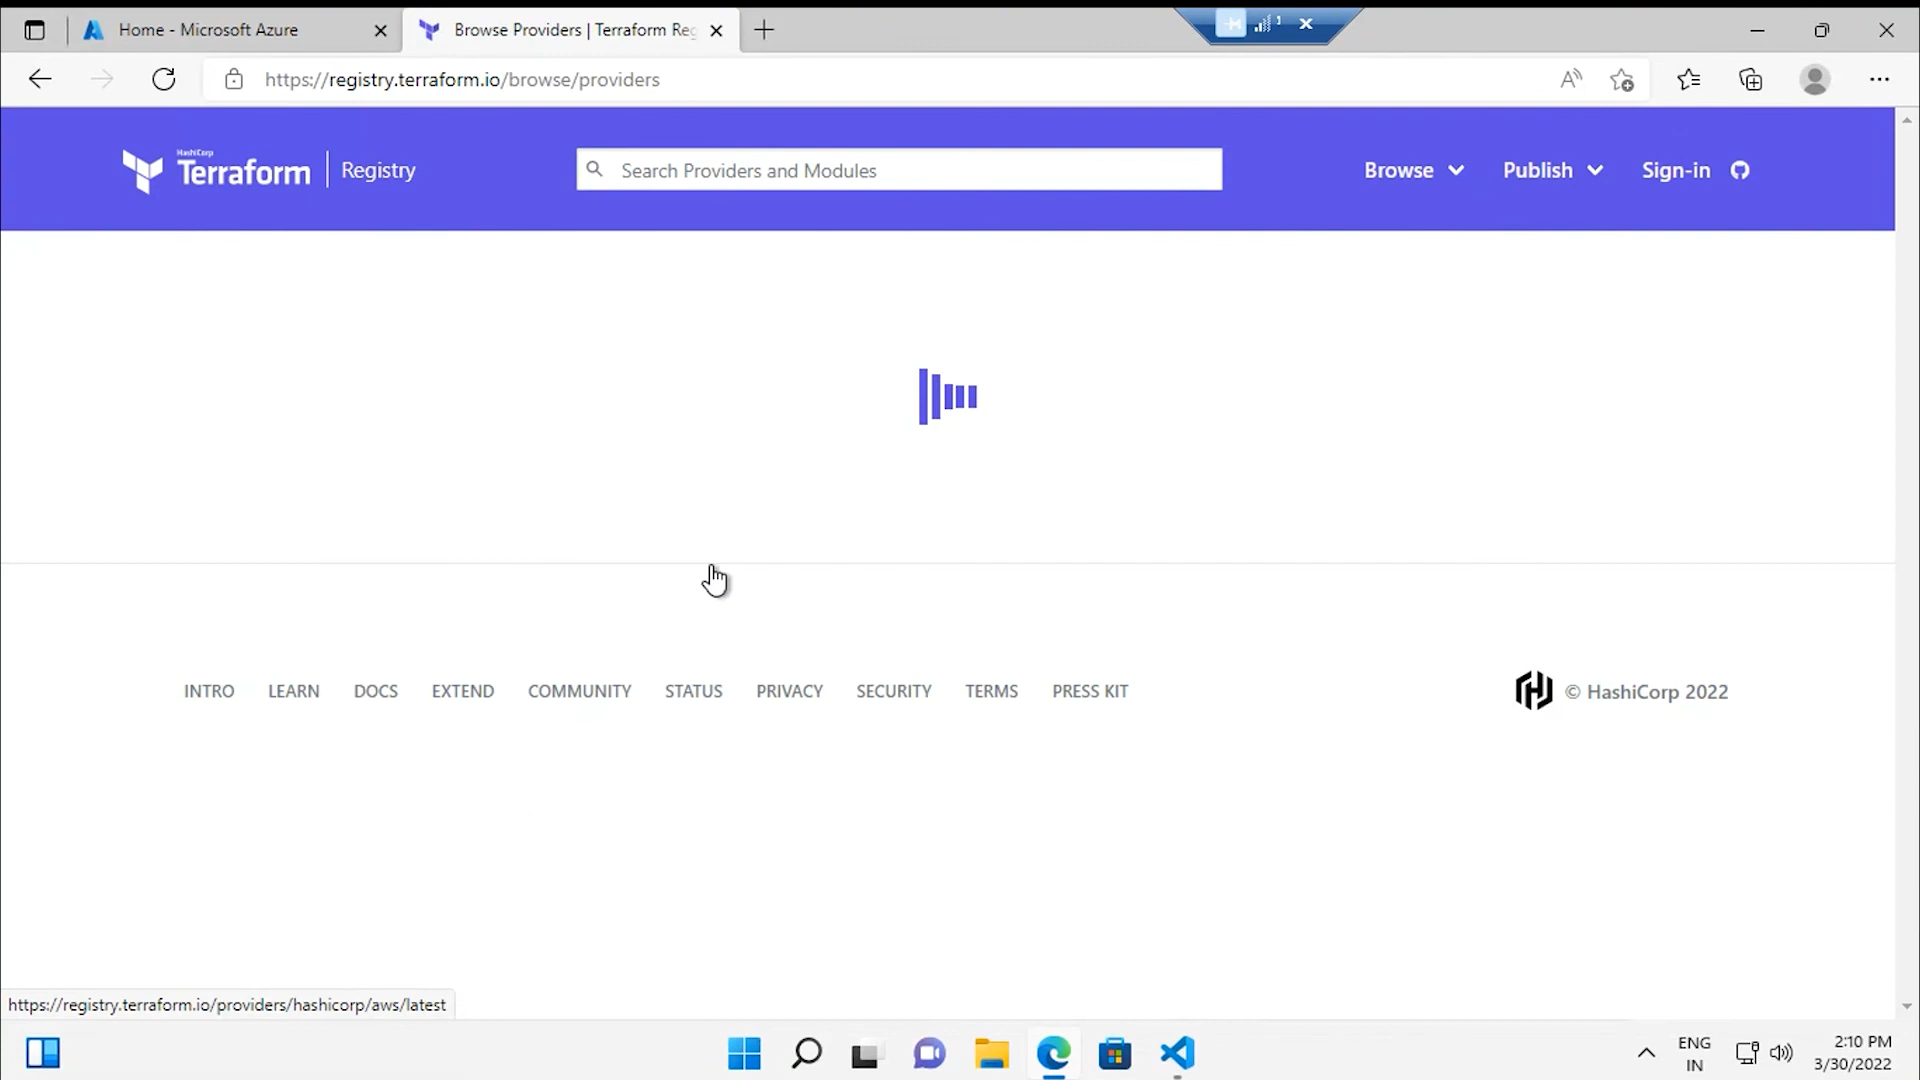 Home - Microsoft Azure
Browse Providers | Terraform Reg
1
https://registry.terraform.io/browse/providers
HashiCorp
Terraform
Registry
Search Providers and Modules
Browse
Publish
Sign-in
INTRO
LEARN
DOCS
EXTEND
COMMUNITY
STATUS
PRIVACY
SECURITY
TERMS
PRESS KIT
© HashiCorp 2022
https://registry.terraform.io/providers/hashicorp/aws/latest
ENG
IN
2:10 PM
3/30/2022